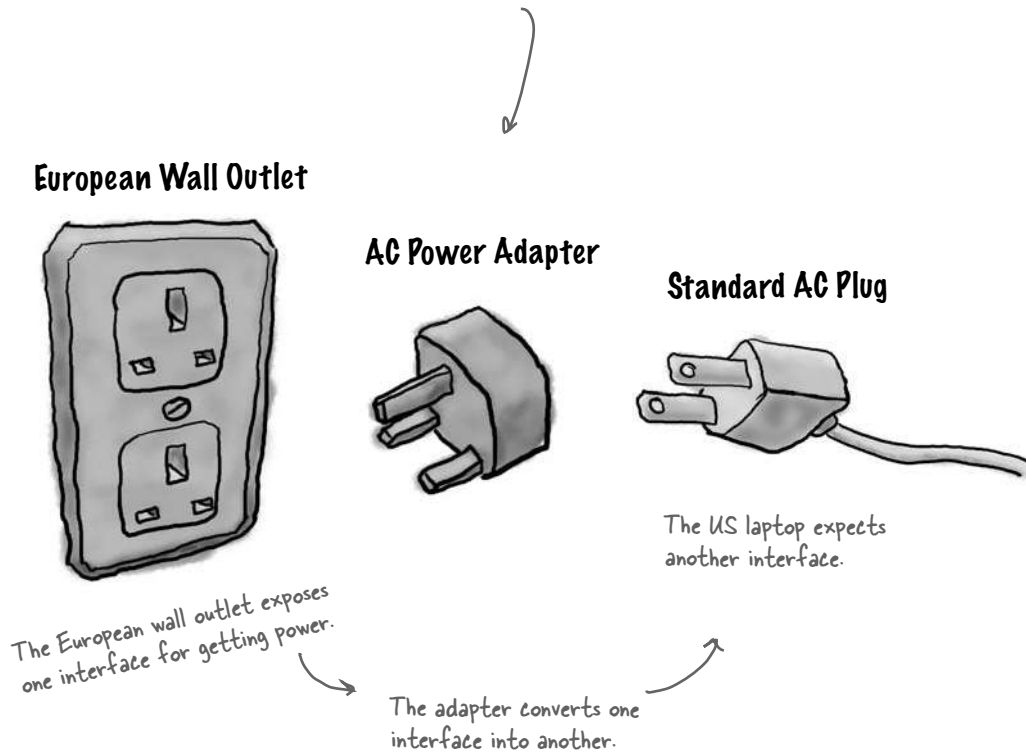 European Wall Outlet
AC Power Adapter
Standard AC Plug
The US laptop expects
another interface.
The European wall outlet exposes
one interface for getting power.
The adapter converts one
interface into another.